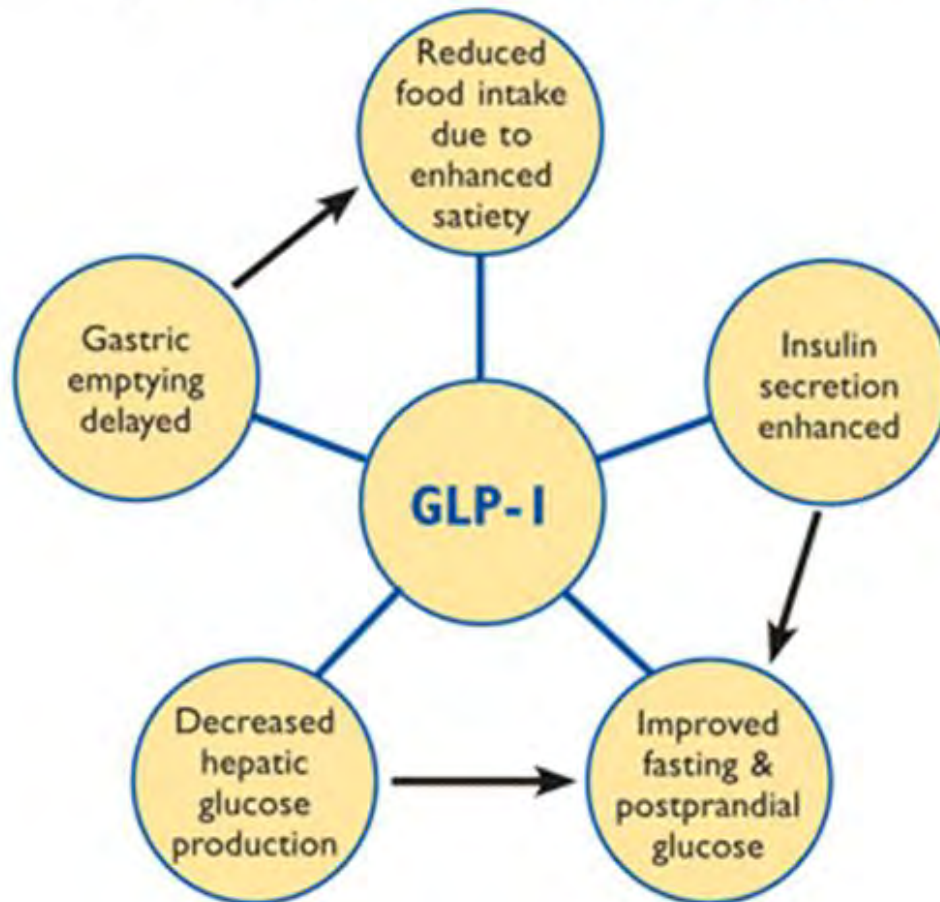 Reduced
food intake
due to
enhanced
satiety
Gastric
emptying
delayed
Insulin
secretion
enhanced
GLP-1
Decreased
hepatic
glucose
production
Improved
fasting &
postprandial
glucose